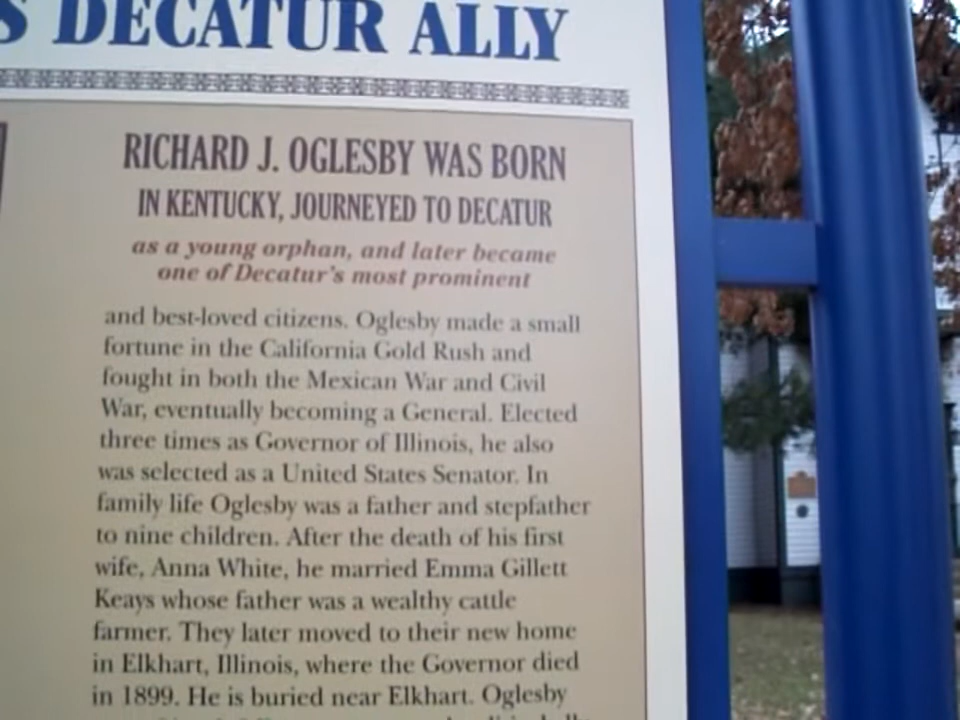 S DECATUR ALLY
RICHARD J. OGLESBY WAS BORN
IN KENTUCKY, JOURNEYED TO DECATUR
as a young orphan, and later became
one of Decatur's most prominent
and best-loved citizens. Oglesby made a small
fortune in the California Gold Rush and
fought in both the Mexican War and Civil
War, eventually becoming a General. Elected
three times as Governor of Illinois, he also
was selected as a United States Senator. In
family life Oglesby was a father and stepfather
to nine children. After the death of his first
wife, Anna White, he married Emma Gillett
Keays whose father was a wealthy cattle
farmer. They later moved to their new home
in Elkhart, Illinois, where the Governor died
in 1899. He is buried near Elkhart. Oglesby